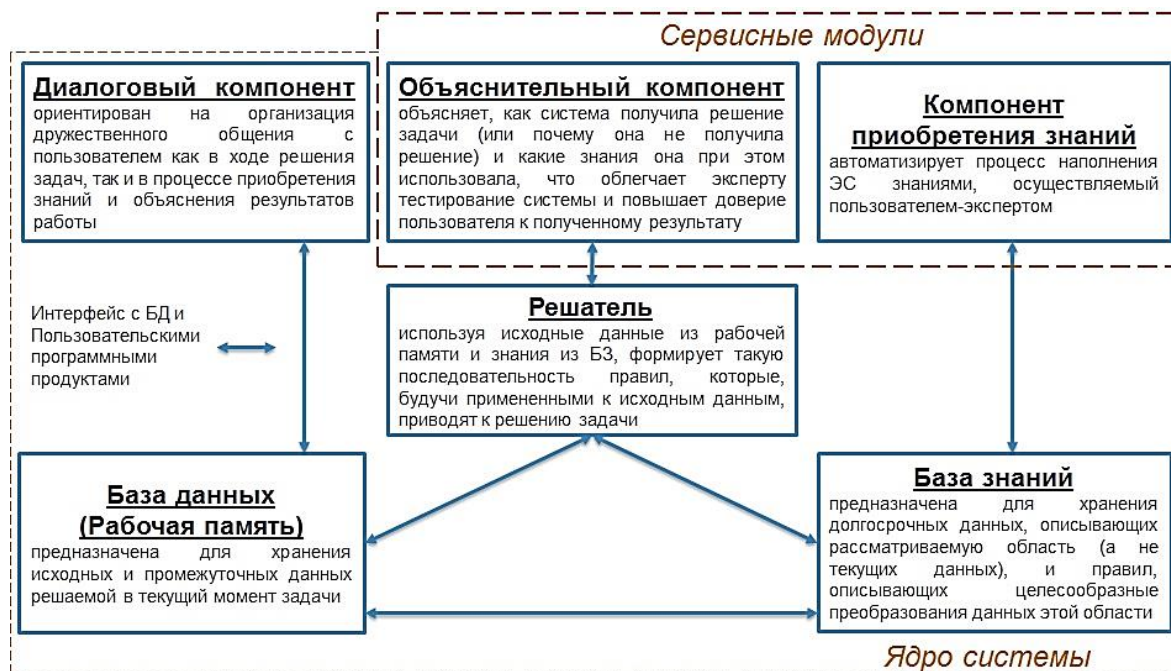 Сервисные модули
Диалоговый компонент
ориентирован на организация
дружественного общения с
пользователем как в ходе решения
задач, так и в процессе приобретения
знаний и объяснения результатов
работы
Объяснительный компонент
объясняет, как система получила решение
задачи (или почему она не получила
решение) и какие знания она при этом
использовала, что облегчает эксперту
тестирование системы и повышает доверие
пользователя к полученному результату
Компонент
приобретения знаний
автоматизирует процесс наполнения
ЭС знаниями, осуществляемый
пользователем-экспертом
Интерфейс с БД и
Пользовательскими
программными
продуктами
Решатель
используя исходные данные из рабочей
памяти и знания из БЗ, формирует такую
последовательность правил, которые,
будучи примененными к исходным данным,
приводят к решению задачи
База данных
(Рабочая память)
предназначена для хранения
исходных и промежуточных данных
решаемой в текущий момент задачи
База знаний
предназначена для хранения
долгосрочных данных, описывающих
рассматриваемую область (а не
текущих данных), и правил,
описывающих целесообразные
преобразования данных этой области
Ядро системы